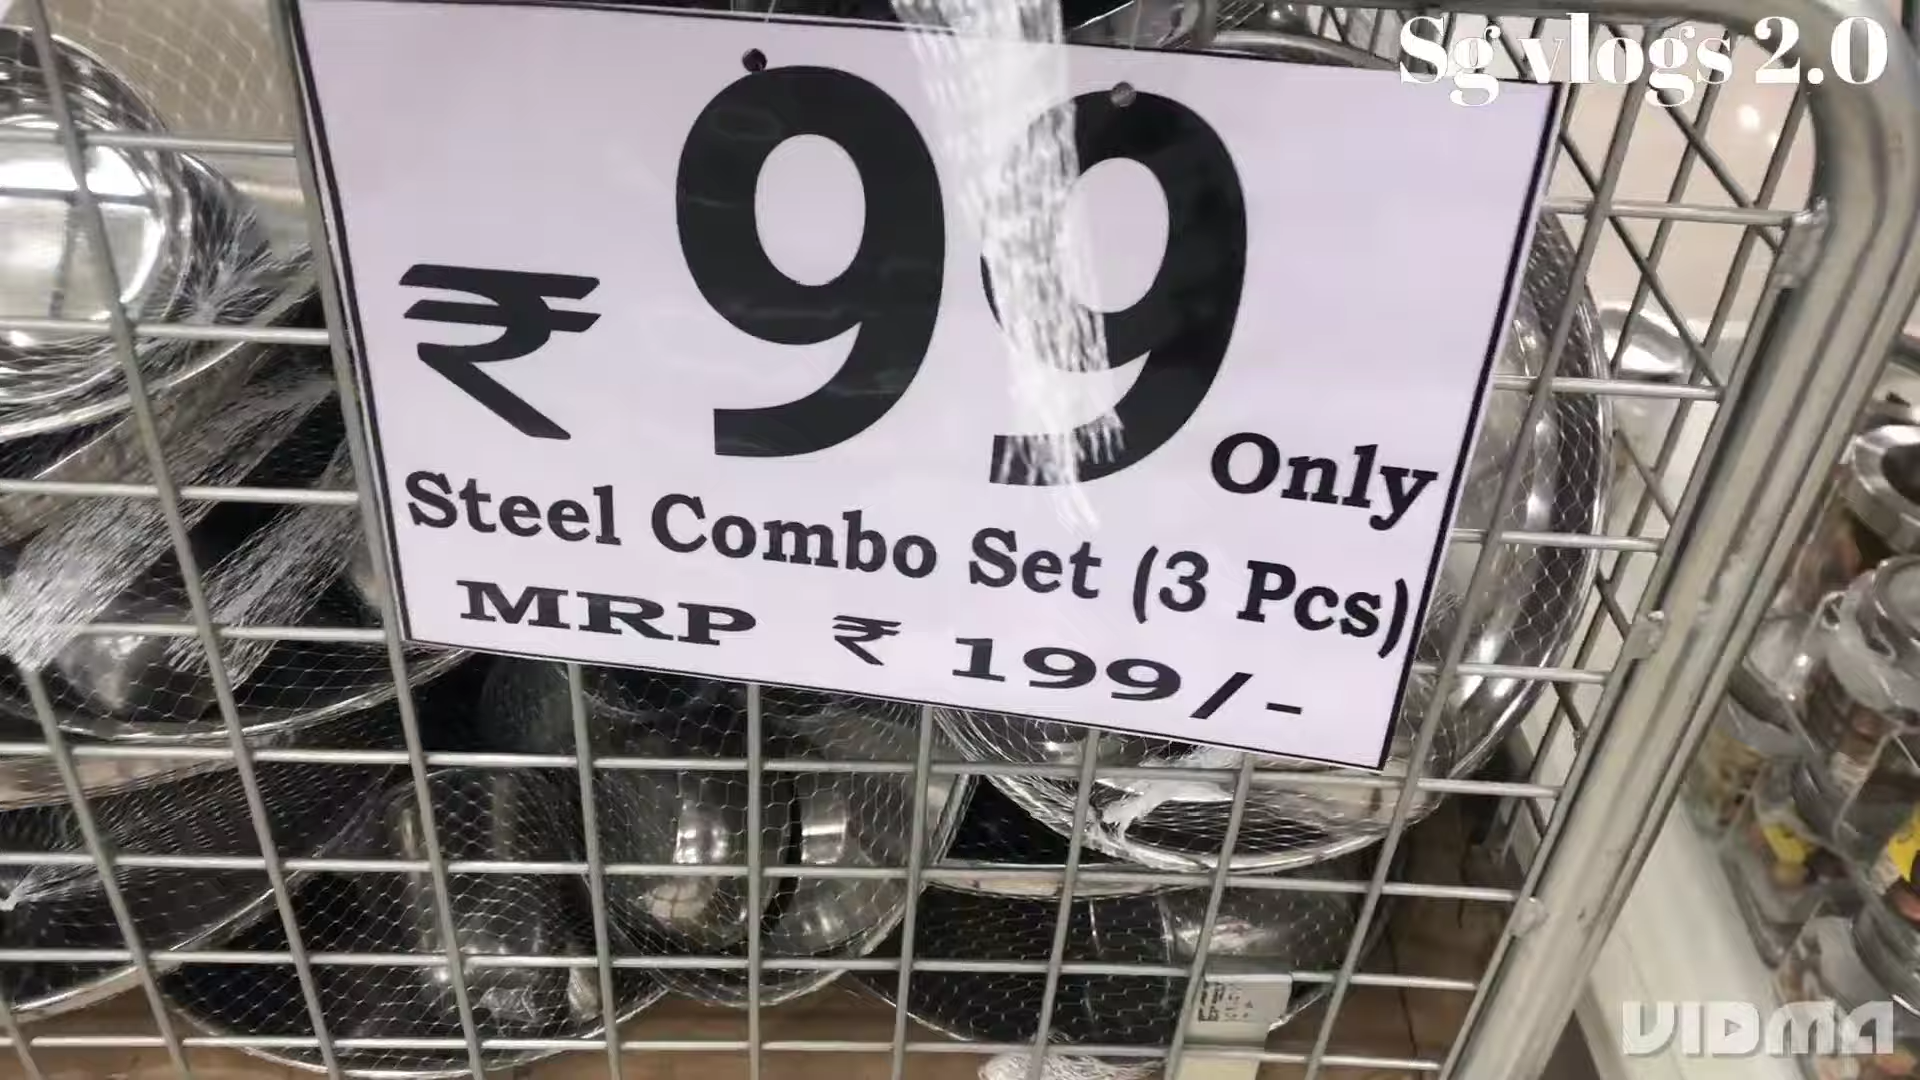 Sg vlogs 2.0
₹ 99 Only
Steel Combo Set (3 Pcs)
MRP ₹ 199/-
VIDMA